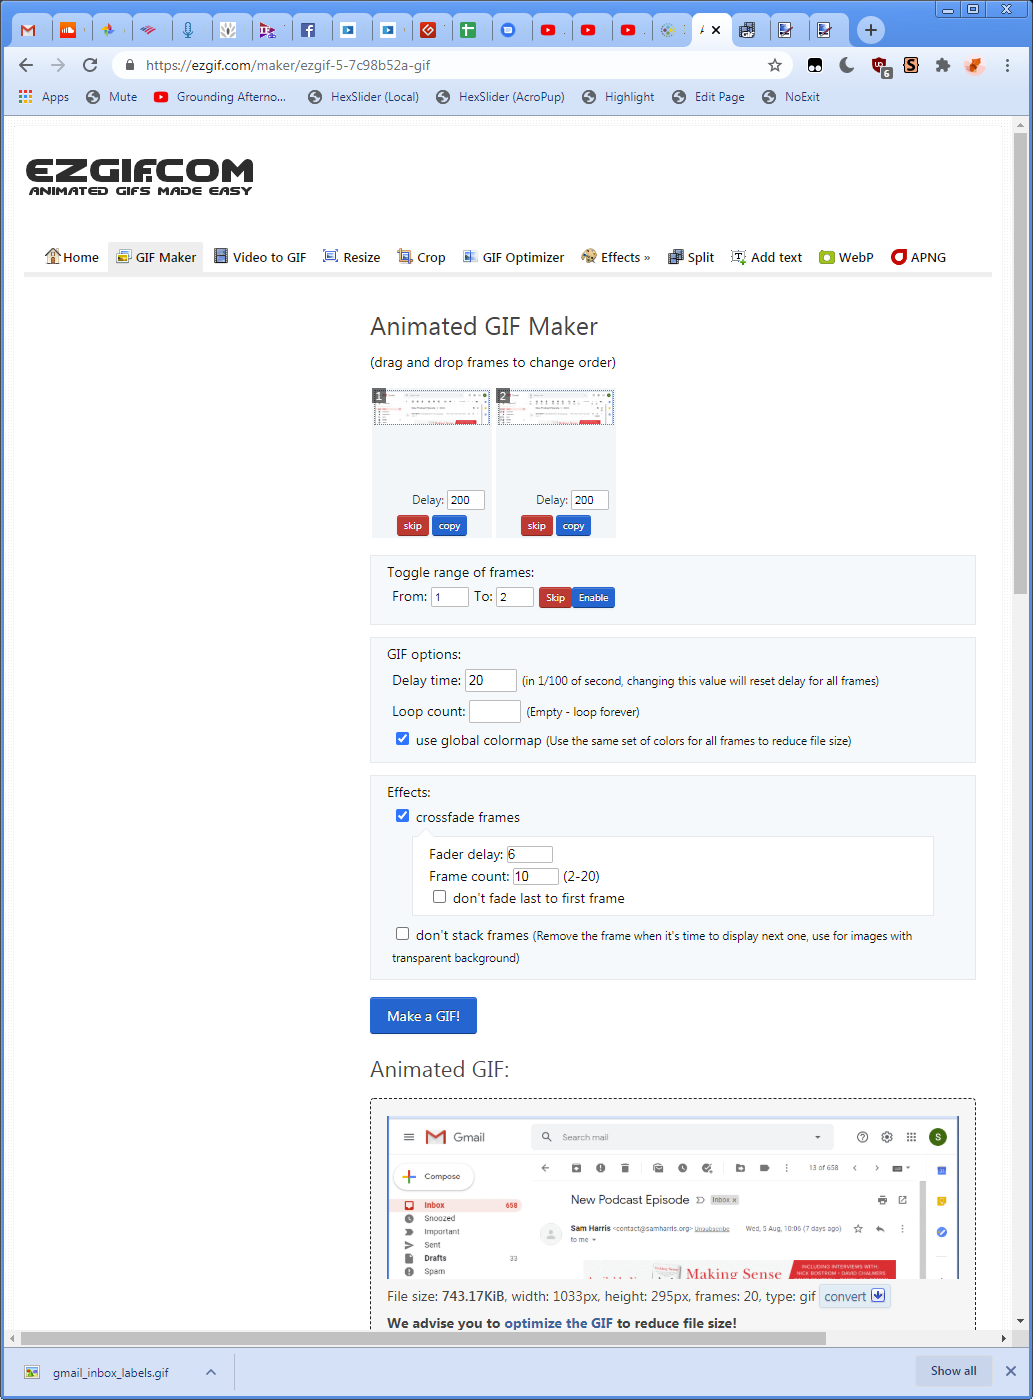 https://ezgif.com/maker/ezgif-5-7c98b52a-gif
6
Apps Mute Grounding Afterno... HexSlider (Local) HexSlider (AcroPup) Highlight Edit Page NoExit
EZGIF.COM
ANIMATED GIFS MADE EASY
Home GIF Maker Video to GIF Resize Crop GIF Optimizer Effects » Split Add text WebP APNG
Animated GIF Maker
(drag and drop frames to change order)
1 2
Delay: 200 Delay: 200
skip copy skip copy
Toggle range of frames:
From: 1 To: 2 Skip Enable
GIF options:
Delay time: 20 (in 1/100 of second, changing this value will reset delay for all frames)
Loop count: (Empty - loop forever)
use global colormap (Use the same set of colors for all frames to reduce file size)
Effects:
crossfade frames
Fader delay: 6
Frame count: 10 (2-20)
don't fade last to first frame
don't stack frames (Remove the frame when it's time to display next one, use for images with
transparent background)
Make a GIF!
Animated GIF:
Gmail Search mail S
Compose 13 of 658
Inbox 658
New Podcast Episode Inbox x
Snoozed
Important
Sam Harris <contact@samharris.org> Unsubscribe Wed, 5 Aug, 10:06 (7 days ago)
to me
Sent
Drafts 33
Spam
Making Sense
INCLUDING INTERVIEWS WITH
NICK BOSTROM • DAVID CHALMERS
File size: 743.17KiB, width: 1033px, height: 295px, frames: 20, type: gif convert
We advise you to optimize the GIF to reduce file size!
gmail_inbox_labels.gif Show all